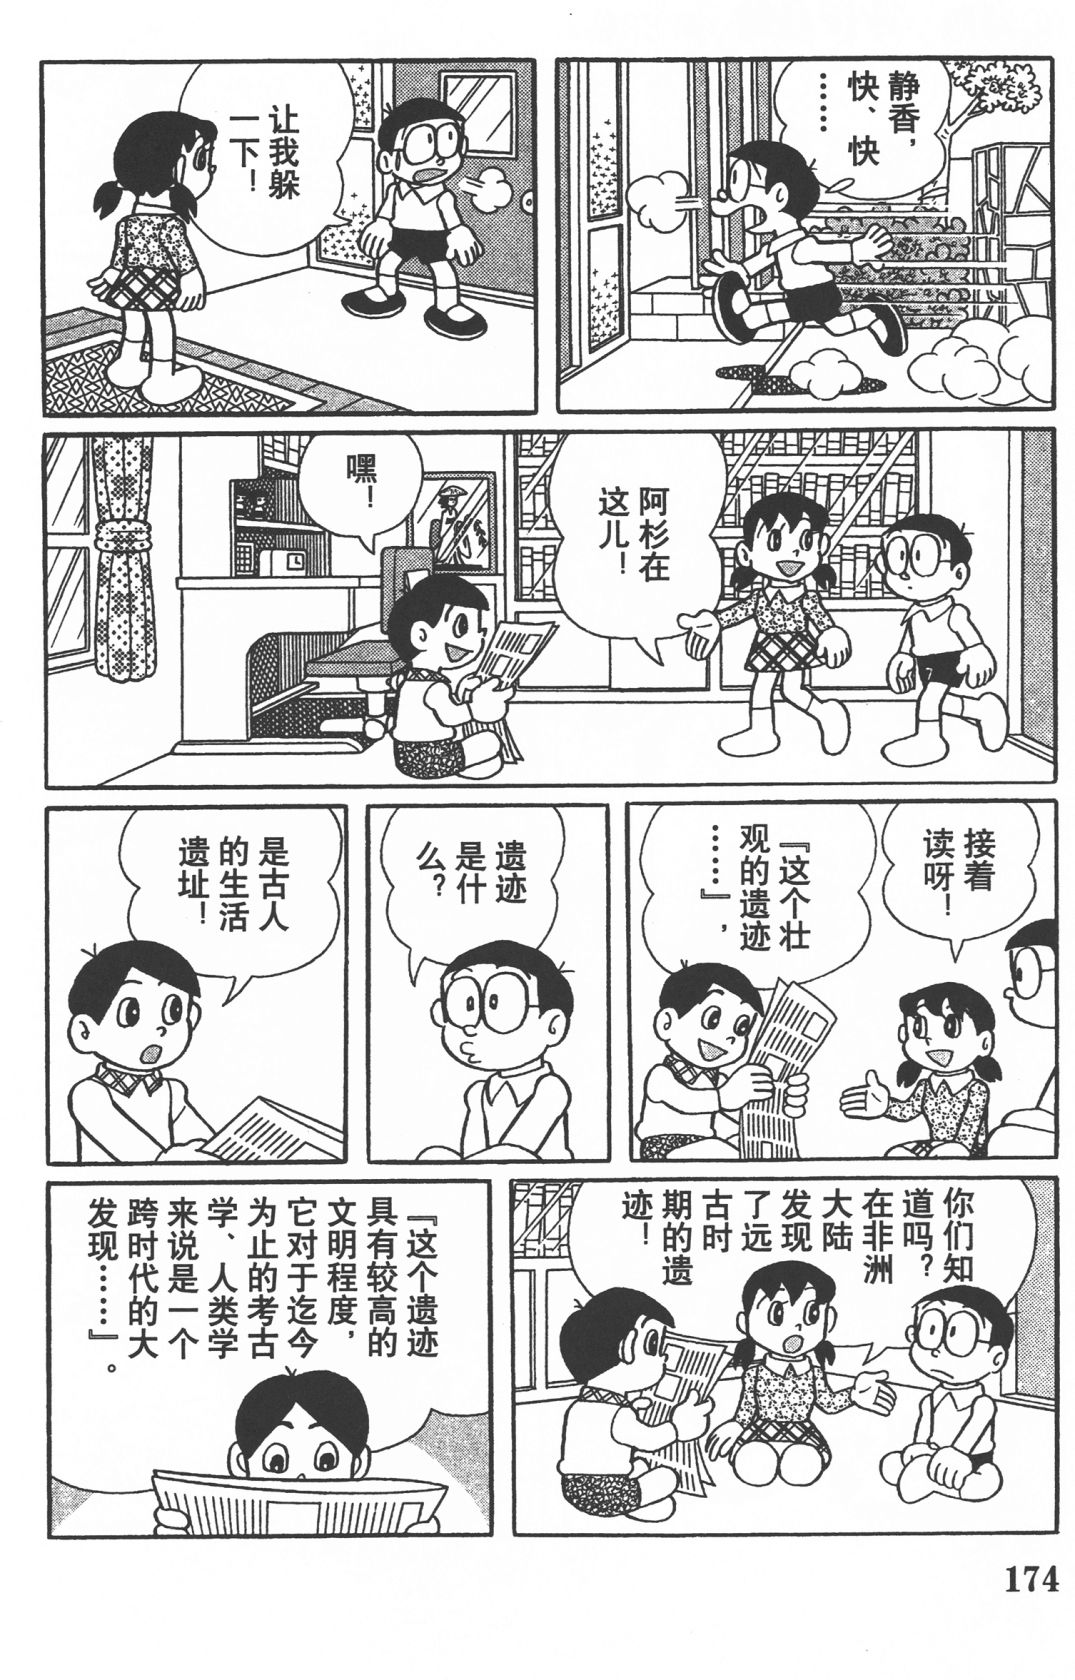 静香，
快、快
……
让我躲
一下！
阿杉在
这儿！
嘿！
接着
读呀！
『这个壮
观的遗迹
……』，
遗迹
是什
么？
是古人
的生活
遗址！
你们知
道吗？
在非洲
大陆
发现
了远
古时
期的遗
迹！
『这个遗迹
具有较高的
文明程度，
它对于迄今
为止的考古
学、人类学
来说是一个
跨时代的大
发现……』。
174